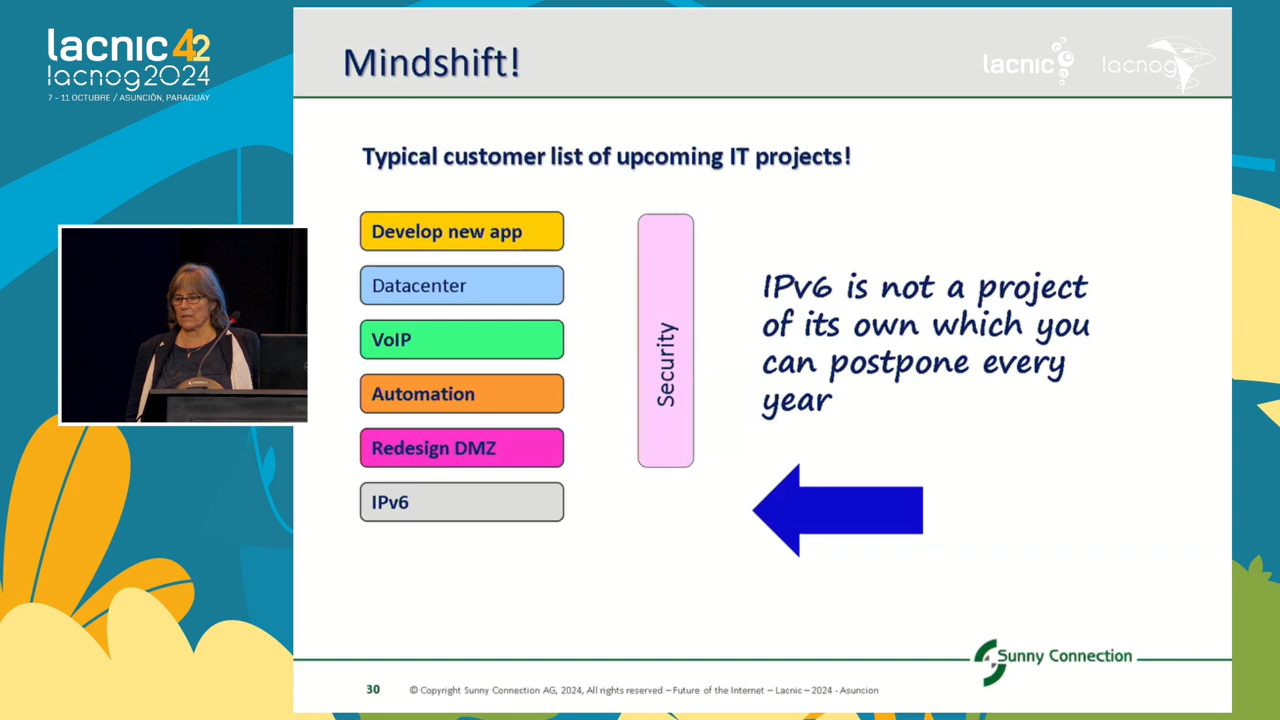 lacnic 42
lacnog2024
7 - 11 OCTUBRE / ASUNCIÓN, PARAGUAY
Mindshift!
lacnic
lacnog
Typical customer list of upcoming IT projects!
Develop new app
Datacenter
VoIP
Automation
Redesign DMZ
IPv6
Security
IPv6 is not a project
of its own which you
can postpone every
year
Sunny Connection
30
© Copyright Sunny Connection AG, 2024, All rights reserved – Future of the Internet – Lacnic – 2024 - Asuncion